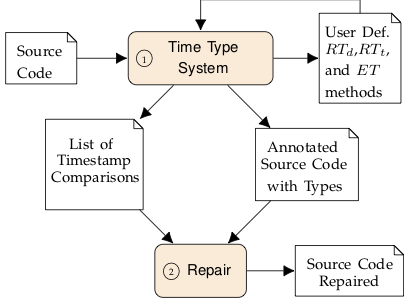 Source
Code
① Time Type
System
User Def.
RT_d,RT_t,
and ET
methods
List of
Timestamp
Comparisons
Annotated
Source Code
with Types
② Repair
Source Code
Repaired